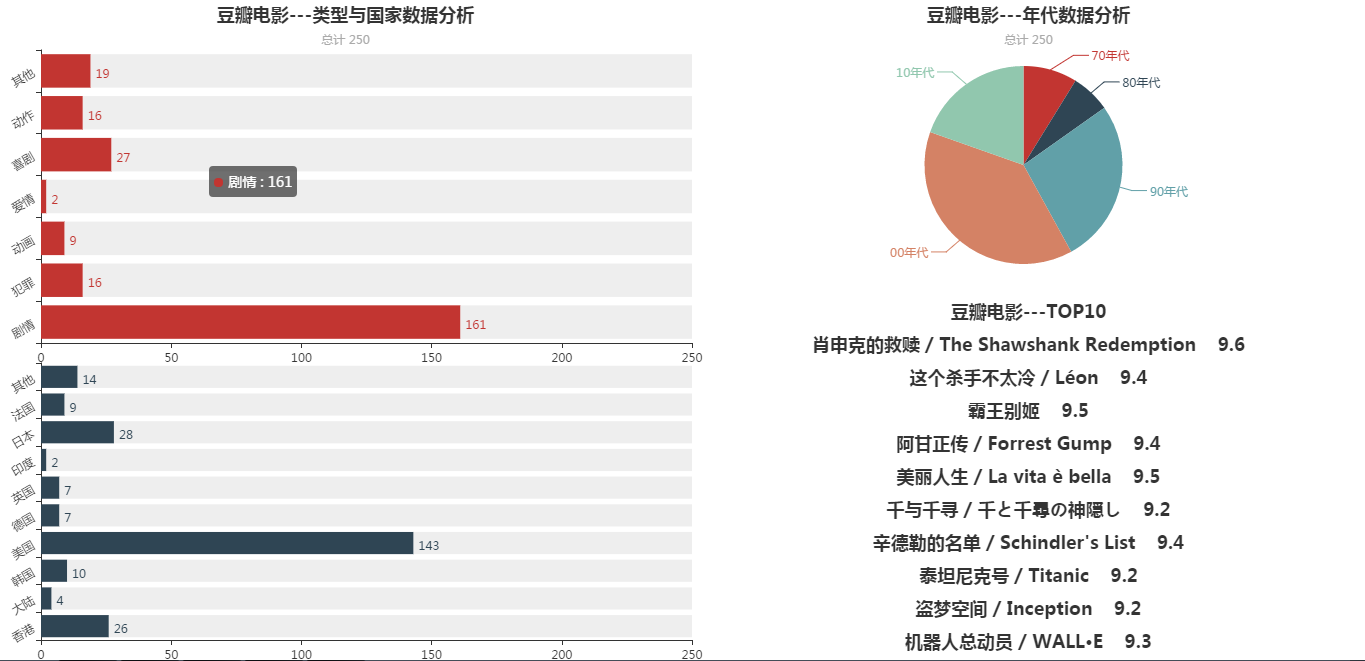 豆瓣电影---类型与国家数据分析
总计 250
其他
19
动作
16
喜剧
27
剧情 : 161
爱情
2
动画
9
犯罪
16
剧情
161
0 50 100 150 200 250
其他
14
法国
9
日本
28
印度
2
英国
7
德国
7
美国
143
韩国
10
大陆
4
香港
26
0 50 100 150 200 250
豆瓣电影---年代数据分析
总计 250
70年代
10年代
80年代
90年代
00年代
豆瓣电影---TOP10
肖申克的救赎 / The Shawshank Redemption 9.6
这个杀手不太冷 / Léon 9.4
霸王别姬 9.5
阿甘正传 / Forrest Gump 9.4
美丽人生 / La vita è bella 9.5
千与千寻 / 千と千尋の神隠し 9.2
辛德勒的名单 / Schindler's List 9.4
泰坦尼克号 / Titanic 9.2
盗梦空间 / Inception 9.2
机器人总动员 / WALL•E 9.3